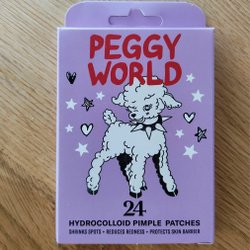 PEGGY
WORLD
24
HYDROCOLLOID PIMPLE PATCHES
SHRINKS SPOTS • REDUCES REDNESS • PROTECTS SKIN BARRIER